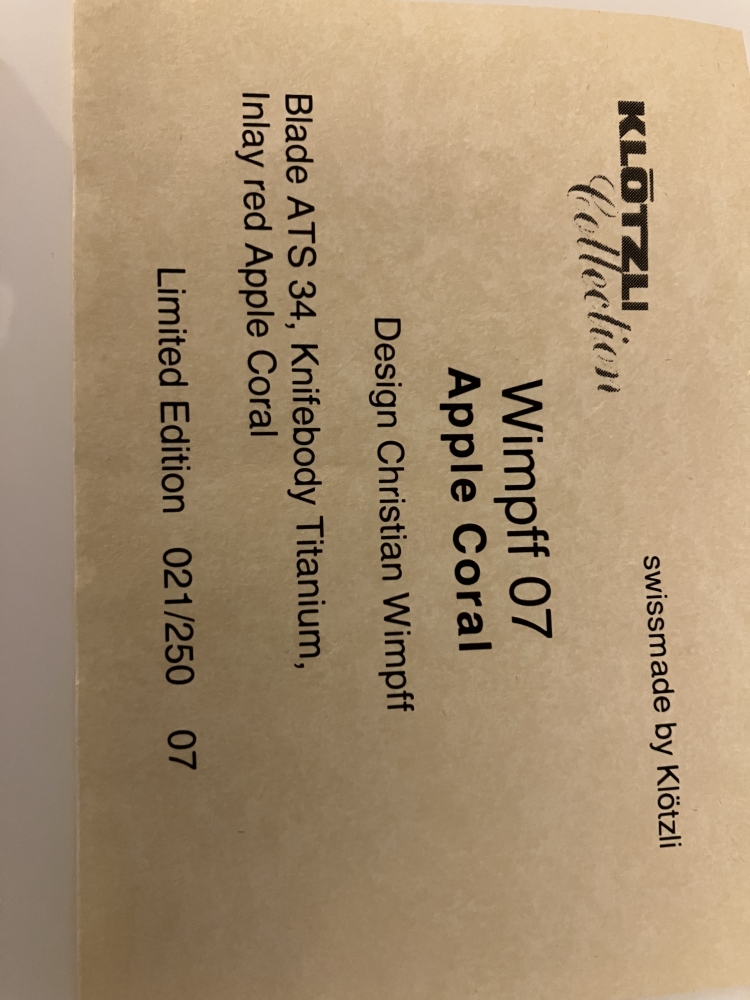 KLÖTZLI
Collection
swissmade by Klötzli
Wimpff 07
Apple Coral
Design Christian Wimpff
Blade ATS 34, Knifebody Titanium,
Inlay red Apple Coral
Limited Edition 021/250 07